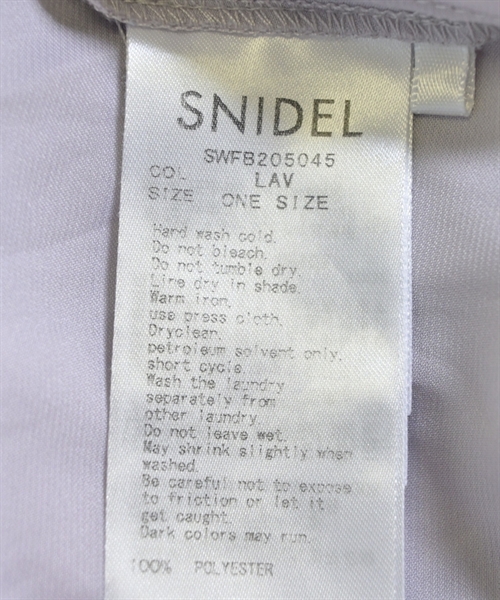 SNIDEL
SWFB205045
COL LAV
SIZE ONE SIZE
Hand wash cold.
Do not bleach.
Do not tumble dry.
Line dry in shade.
Warm iron.
use press cloth.
Dryclean.
petroleum solvent only.
short cycle.
Wash the laundry
separately from
other laundry.
Do not leave wet.
May shrink slightly when
washed.
Be careful not to expose
to friction or let it
get caught.
Dark colors may run.
100% POLYESTER